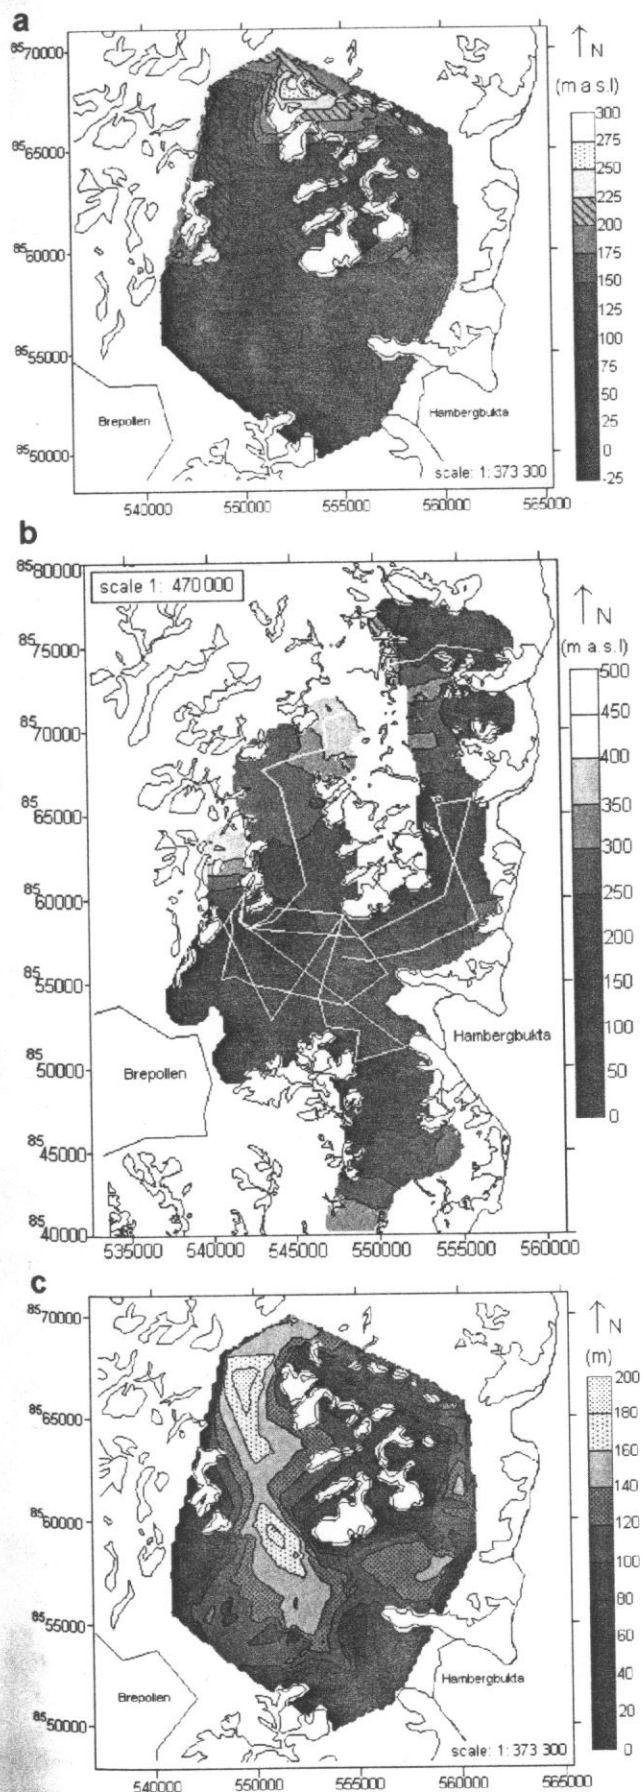 a
8570000
8565000
8560000
8555000
8550000
N
(m a.s.l)
300
275
250
225
200
175
150
125
100
75
50
0
-25
Brepollen
Hambergbukta
scale: 1: 373 300
540000 550000 555000 560000 565000
b
8580000
8575000
8570000
8565000
8560000
8555000
8550000
8545000
8540000
scale 1: 470 000
N
(m a.s.l)
500
450
400
350
300
250
200
150
100
50
0
Hambergbukta
Brepollen
535000 540000 545000 550000 555000 560000
c
8570000
8565000
8560000
8555000
8550000
N
(m)
200
180
160
140
120
100
80
60
40
20
0
Hambergbukta
Brepollen
scale: 1: 373 300
540000 550000 555000 560000 565000